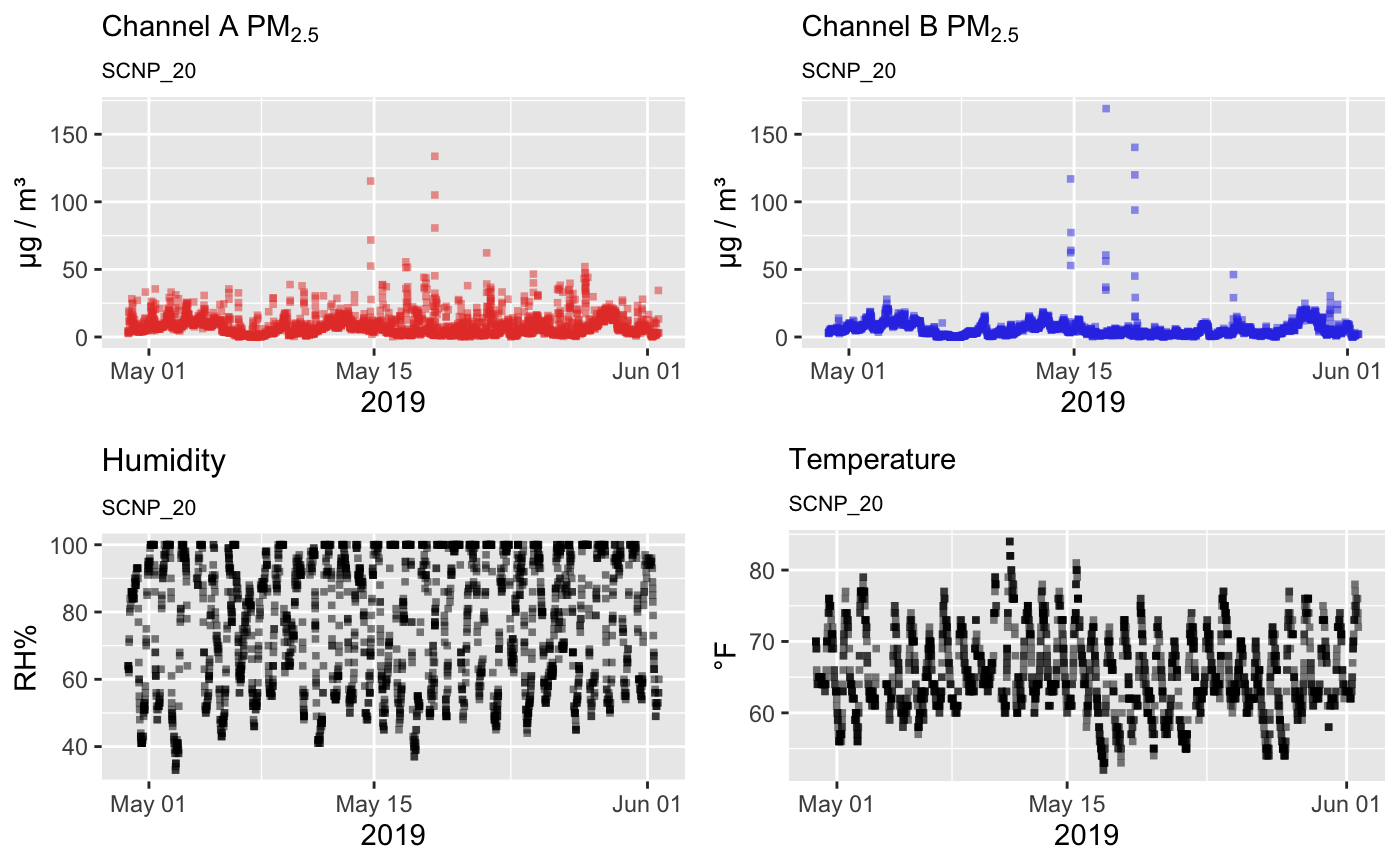 Channel A PM2.5
SCNP_20
µg / m³
150
100
50
0
May 01
May 15
Jun 01
2019
Channel B PM2.5
SCNP_20
µg / m³
150
100
50
0
May 01
May 15
Jun 01
2019
Humidity
SCNP_20
RH%
100
80
60
40
May 01
May 15
Jun 01
2019
Temperature
SCNP_20
°F
80
70
60
May 01
May 15
Jun 01
2019